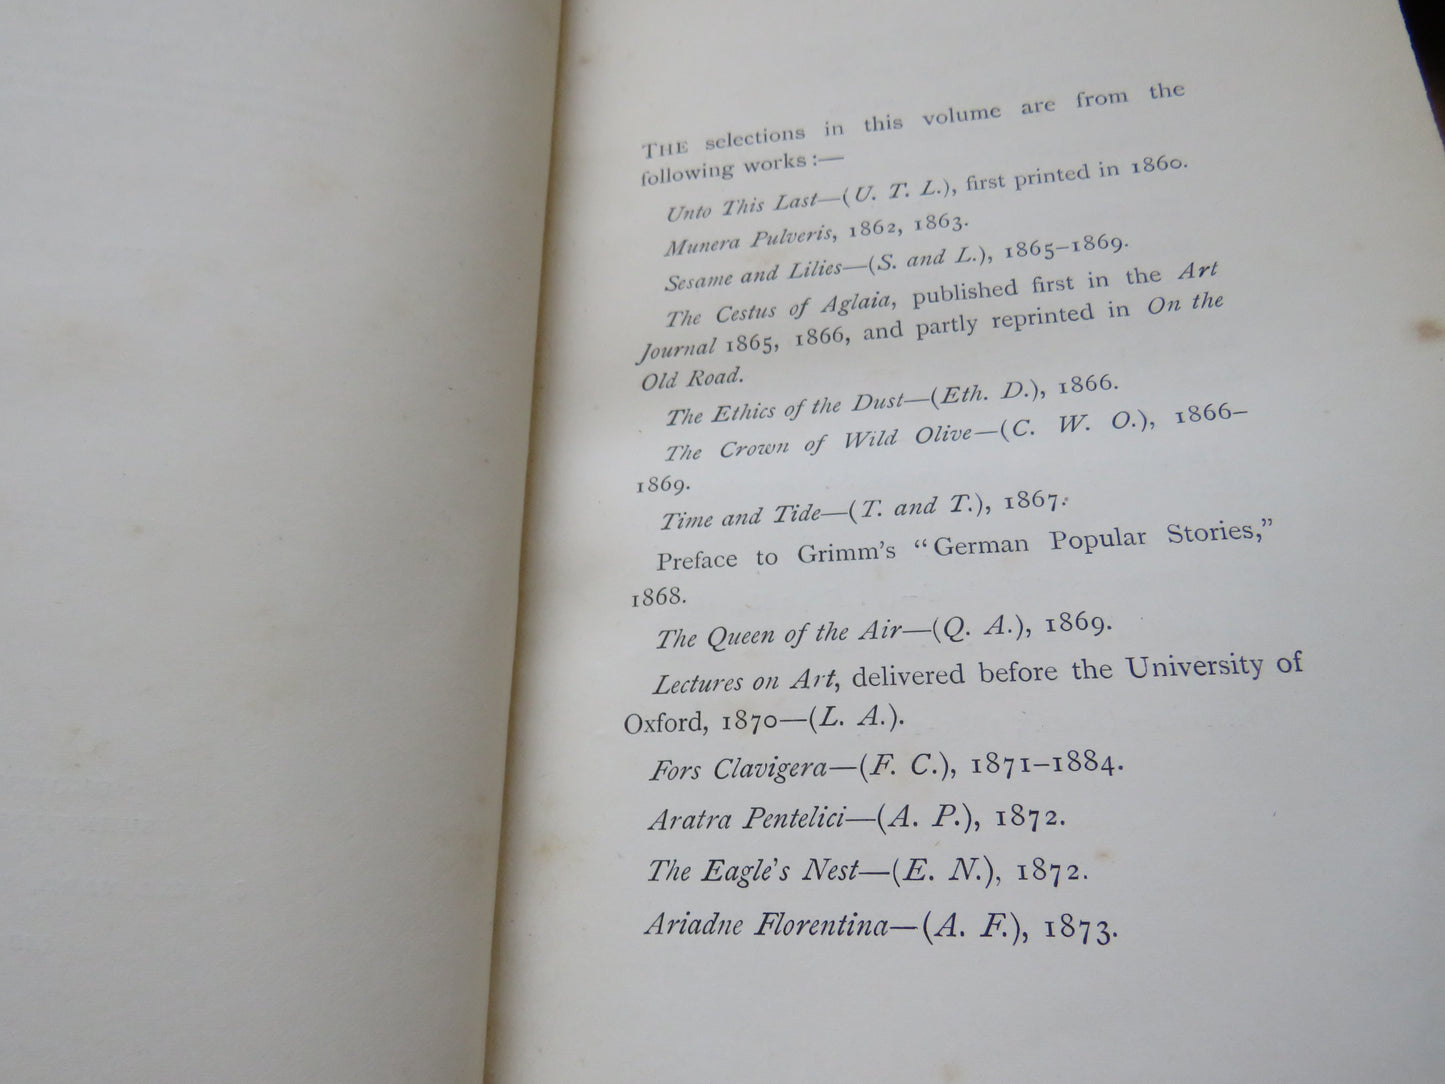 THE selections in this volume are from the
following works:—
Unto This Last—(U. T. L.), first printed in 1860.
Munera Pulveris, 1862, 1863.
Sesame and Lilies—(S. and L.), 1865–1869.
The Cestus of Aglaia, published first in the Art
Journal 1865, 1866, and partly reprinted in On the
Old Road.
The Ethics of the Dust—(Eth. D.), 1866.
The Crown of Wild Olive—(C. W. O.), 1866–
1869.
Time and Tide—(T. and T.), 1867.
Preface to Grimm's “German Popular Stories,”
1868.
The Queen of the Air—(Q. A.), 1869.
Lectures on Art, delivered before the University of
Oxford, 1870—(L. A.).
Fors Clavigera—(F. C.), 1871–1884.
Aratra Pentelici—(A. P.), 1872.
The Eagle's Nest—(E. N.), 1872.
Ariadne Florentina—(A. F.), 1873.